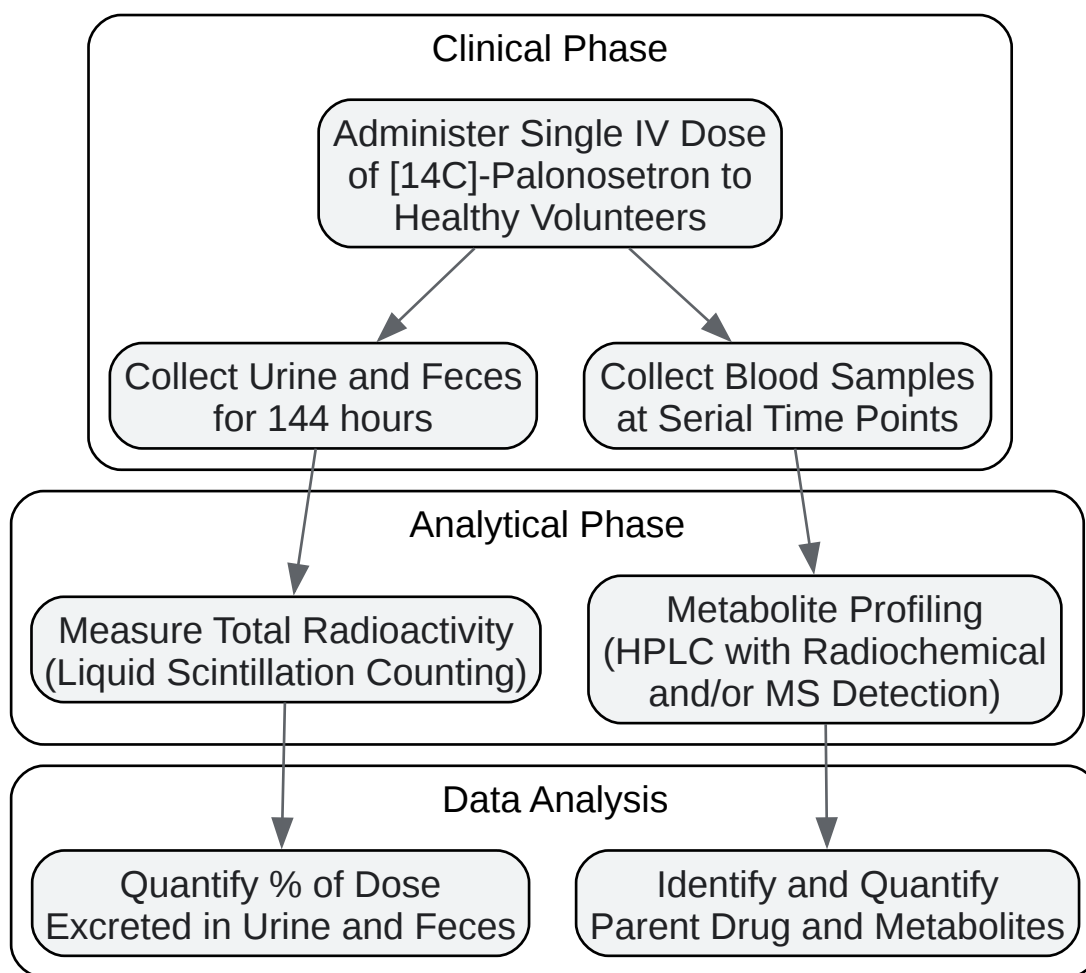 Clinical Phase
Administer Single IV Dose
of [14C]-Palonosetron to
Healthy Volunteers
Collect Urine and Feces
for 144 hours
Collect Blood Samples
at Serial Time Points
Analytical Phase
Measure Total Radioactivity
(Liquid Scintillation Counting)
Metabolite Profiling
(HPLC with Radiochemical
and/or MS Detection)
Data Analysis
Quantify % of Dose
Excreted in Urine and Feces
Identify and Quantify
Parent Drug and Metabolites